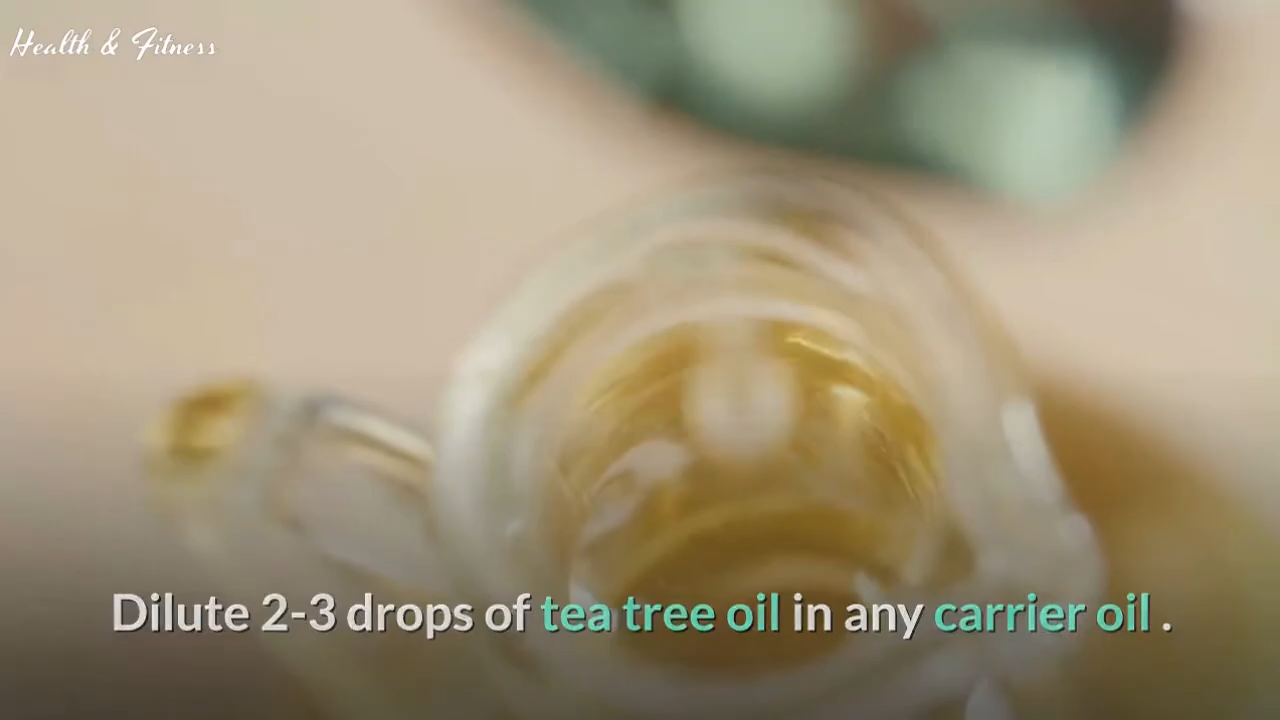 Health & Fitness
Dilute 2-3 drops of tea tree oil in any carrier oil .